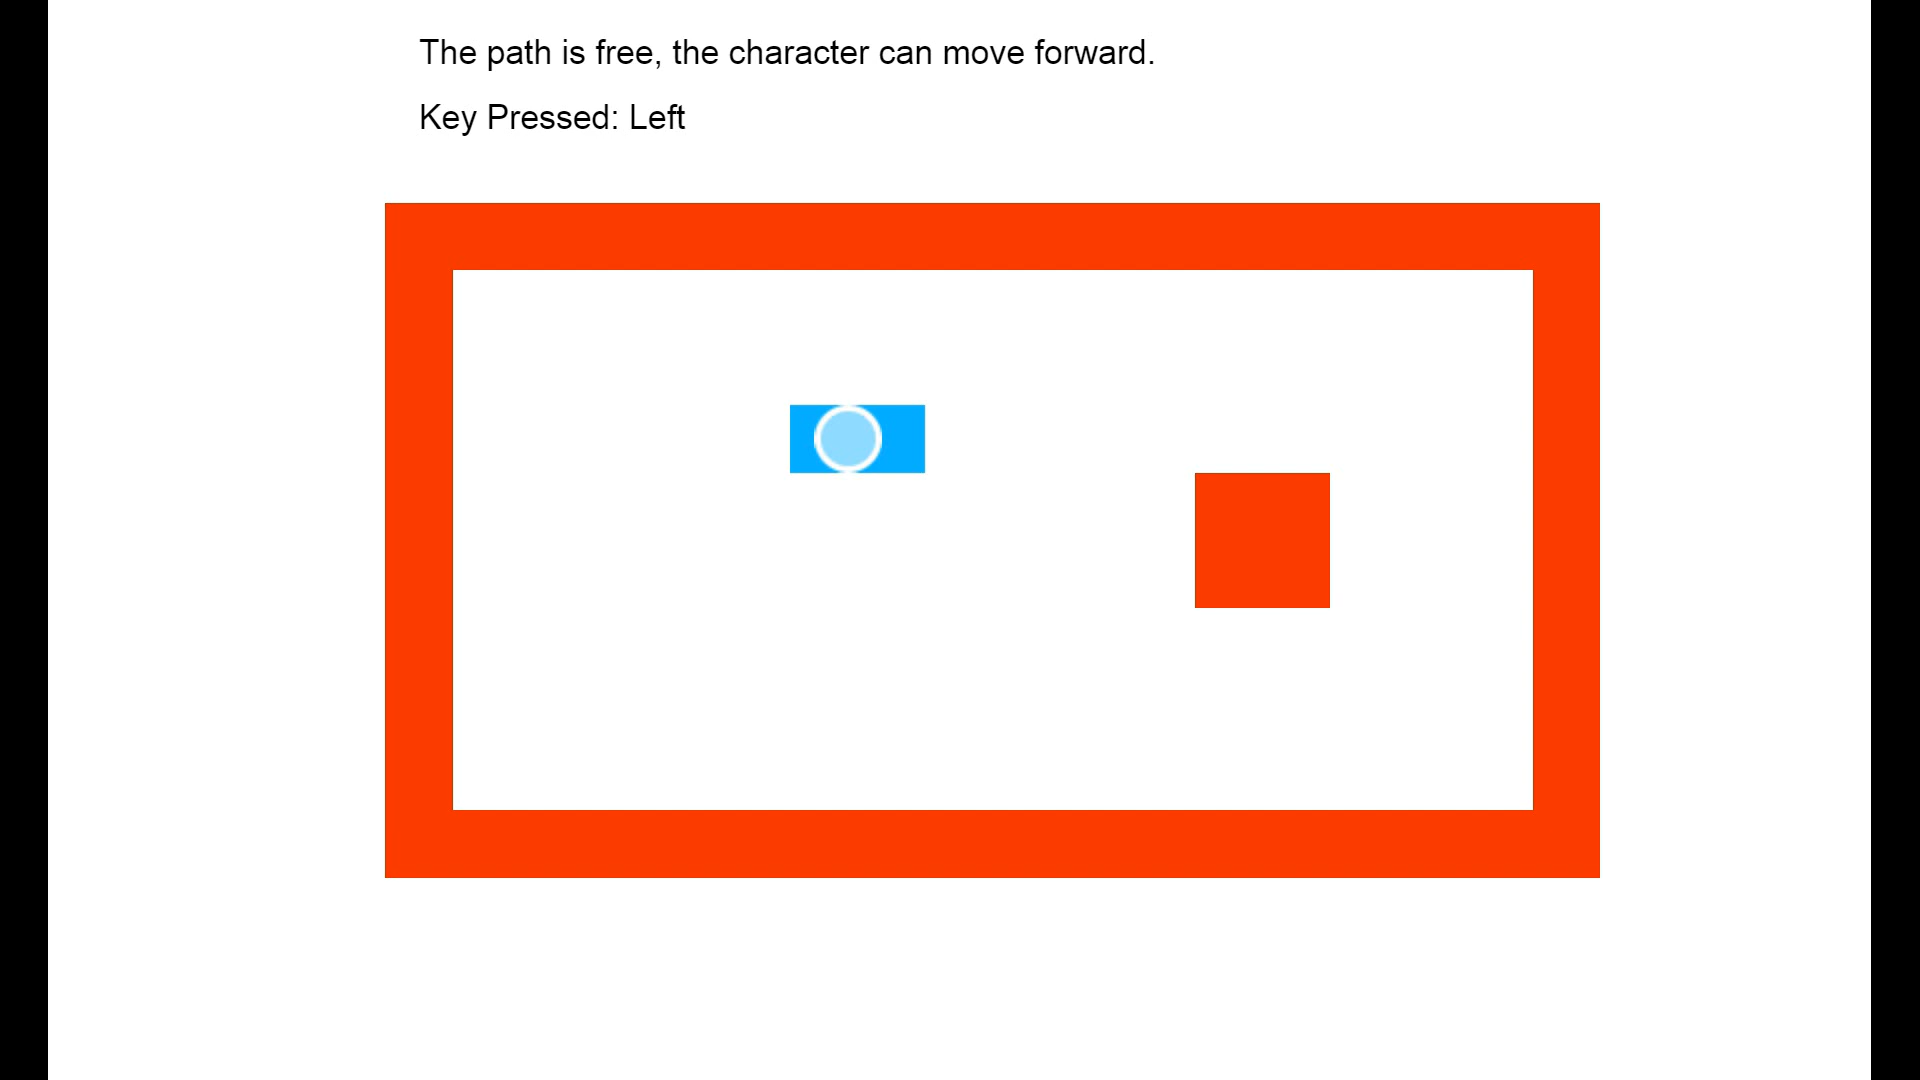 The path is free, the character can move forward.
Key Pressed: Left